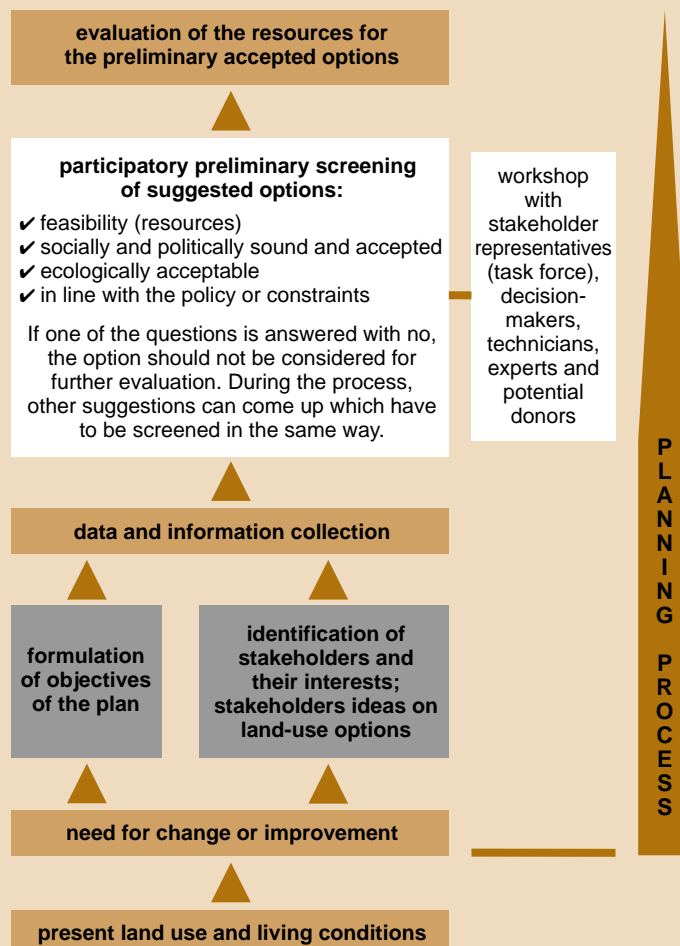 evaluation of the resources for
the preliminary accepted options
participatory preliminary screening
of suggested options:
✔ feasibility (resources)
✔ socially and politically sound and accepted
✔ ecologically acceptable
✔ in line with the policy or constraints
If one of the questions is answered with no,
the option should not be considered for
further evaluation. During the process,
other suggestions can come up which have
to be screened in the same way.
workshop
with
stakeholder
representatives
(task force),
decision-
makers,
technicians,
experts and
potential
donors
data and information collection
formulation
of objectives
of the plan
identification of
stakeholders and
their interests;
stakeholders ideas on
land-use options
need for change or improvement
present land use and living conditions
PLANNING PROCESS